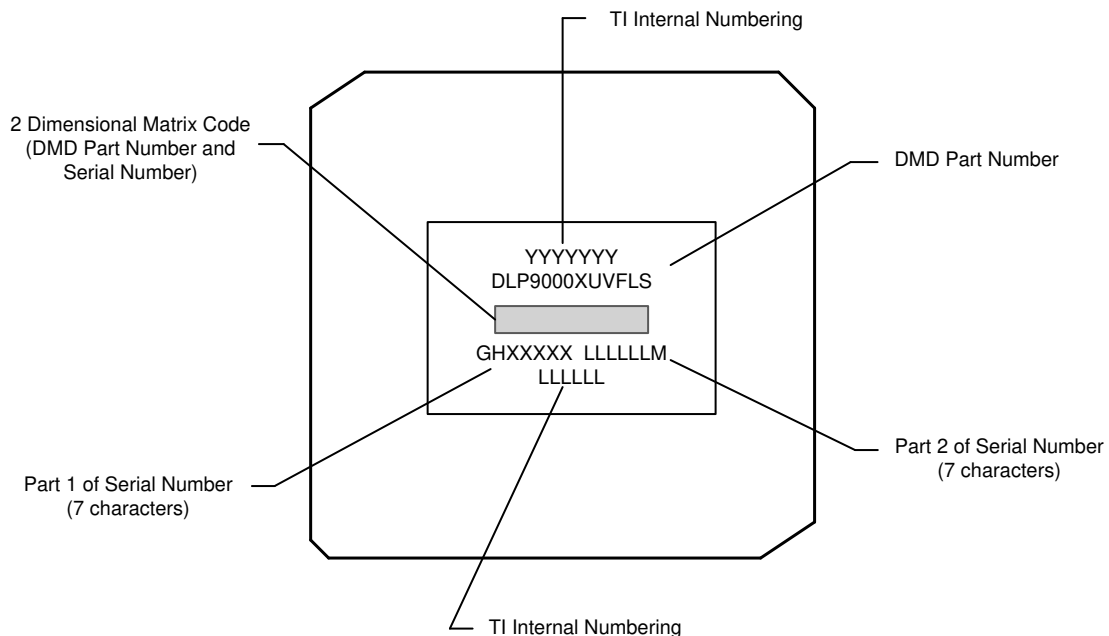 TI Internal Numbering
2 Dimensional Matrix Code
(DMD Part Number and
Serial Number)
DMD Part Number
YYYYYYY
DLP9000XUVFLS
GHXXXXX LLLLLLM
LLLLLL
Part 2 of Serial Number
(7 characters)
Part 1 of Serial Number
(7 characters)
TI Internal Numbering